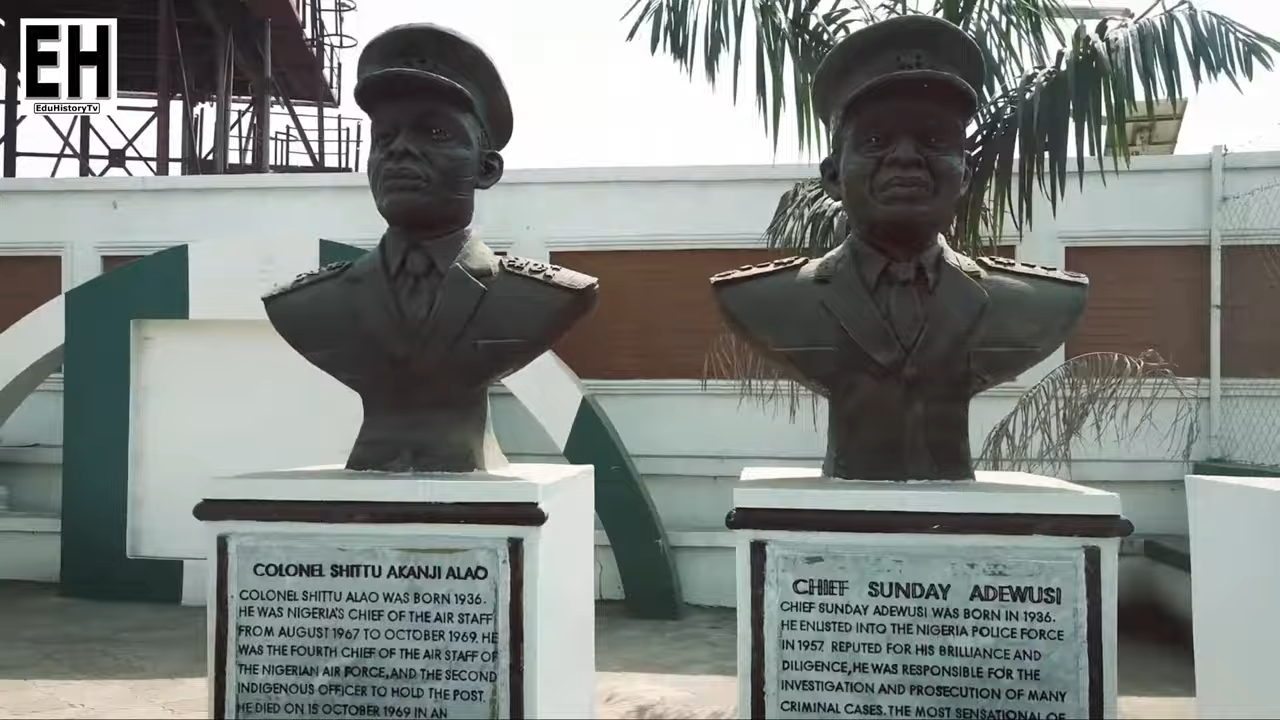 EH
EduHistoryTv
COLONEL SHITTU AKANJI ALAO
COLONEL SHITTU ALAO WAS BORN 1936.
HE WAS NIGERIA'S CHIEF OF THE AIR STAFF
FROM AUGUST 1967 TO OCTOBER 1969. HE
WAS THE FOURTH CHIEF OF THE AIR STAFF OF
THE NIGERIAN AIR FORCE, AND THE SECOND
INDIGENOUS OFFICER TO HOLD THE POST.
HE DIED ON 15 OCTOBER 1969 IN AN
CHIEF SUNDAY ADEWUSI
CHIEF SUNDAY ADEWUSI WAS BORN IN 1936.
HE ENLISTED INTO THE NIGERIA POLICE FORCE
IN 1957. REPUTED FOR HIS BRILLIANCE AND
DILIGENCE, HE WAS RESPONSIBLE FOR THE
INVESTIGATION AND PROSECUTION OF MANY
CRIMINAL CASES. THE MOST SENSATIONAL OF